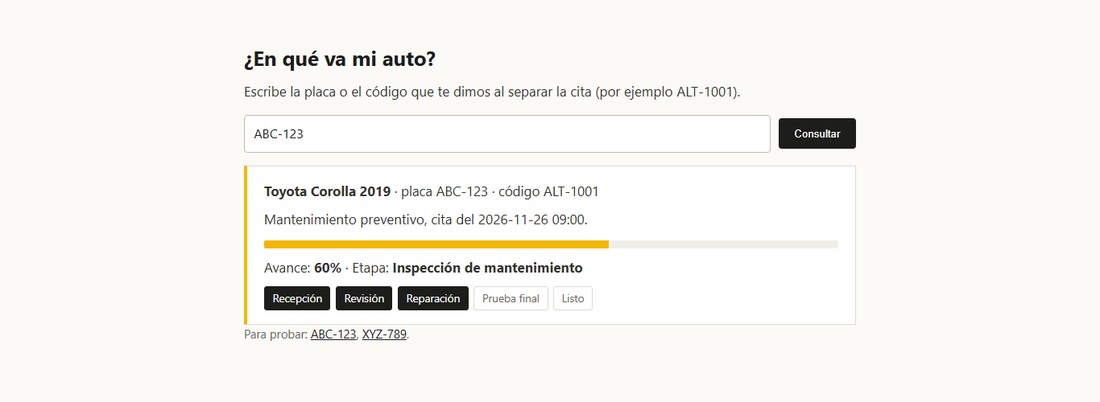 ¿En qué va mi auto?
Escribe la placa o el código que te dimos al separar la cita (por ejemplo ALT-1001).
ABC-123 Consultar
Toyota Corolla 2019 · placa ABC-123 · código ALT-1001
Mantenimiento preventivo, cita del 2026-11-26 09:00.
Avance: 60% · Etapa: Inspección de mantenimiento
Recepción Revisión Reparación Prueba final Listo
Para probar: ABC-123, XYZ-789.